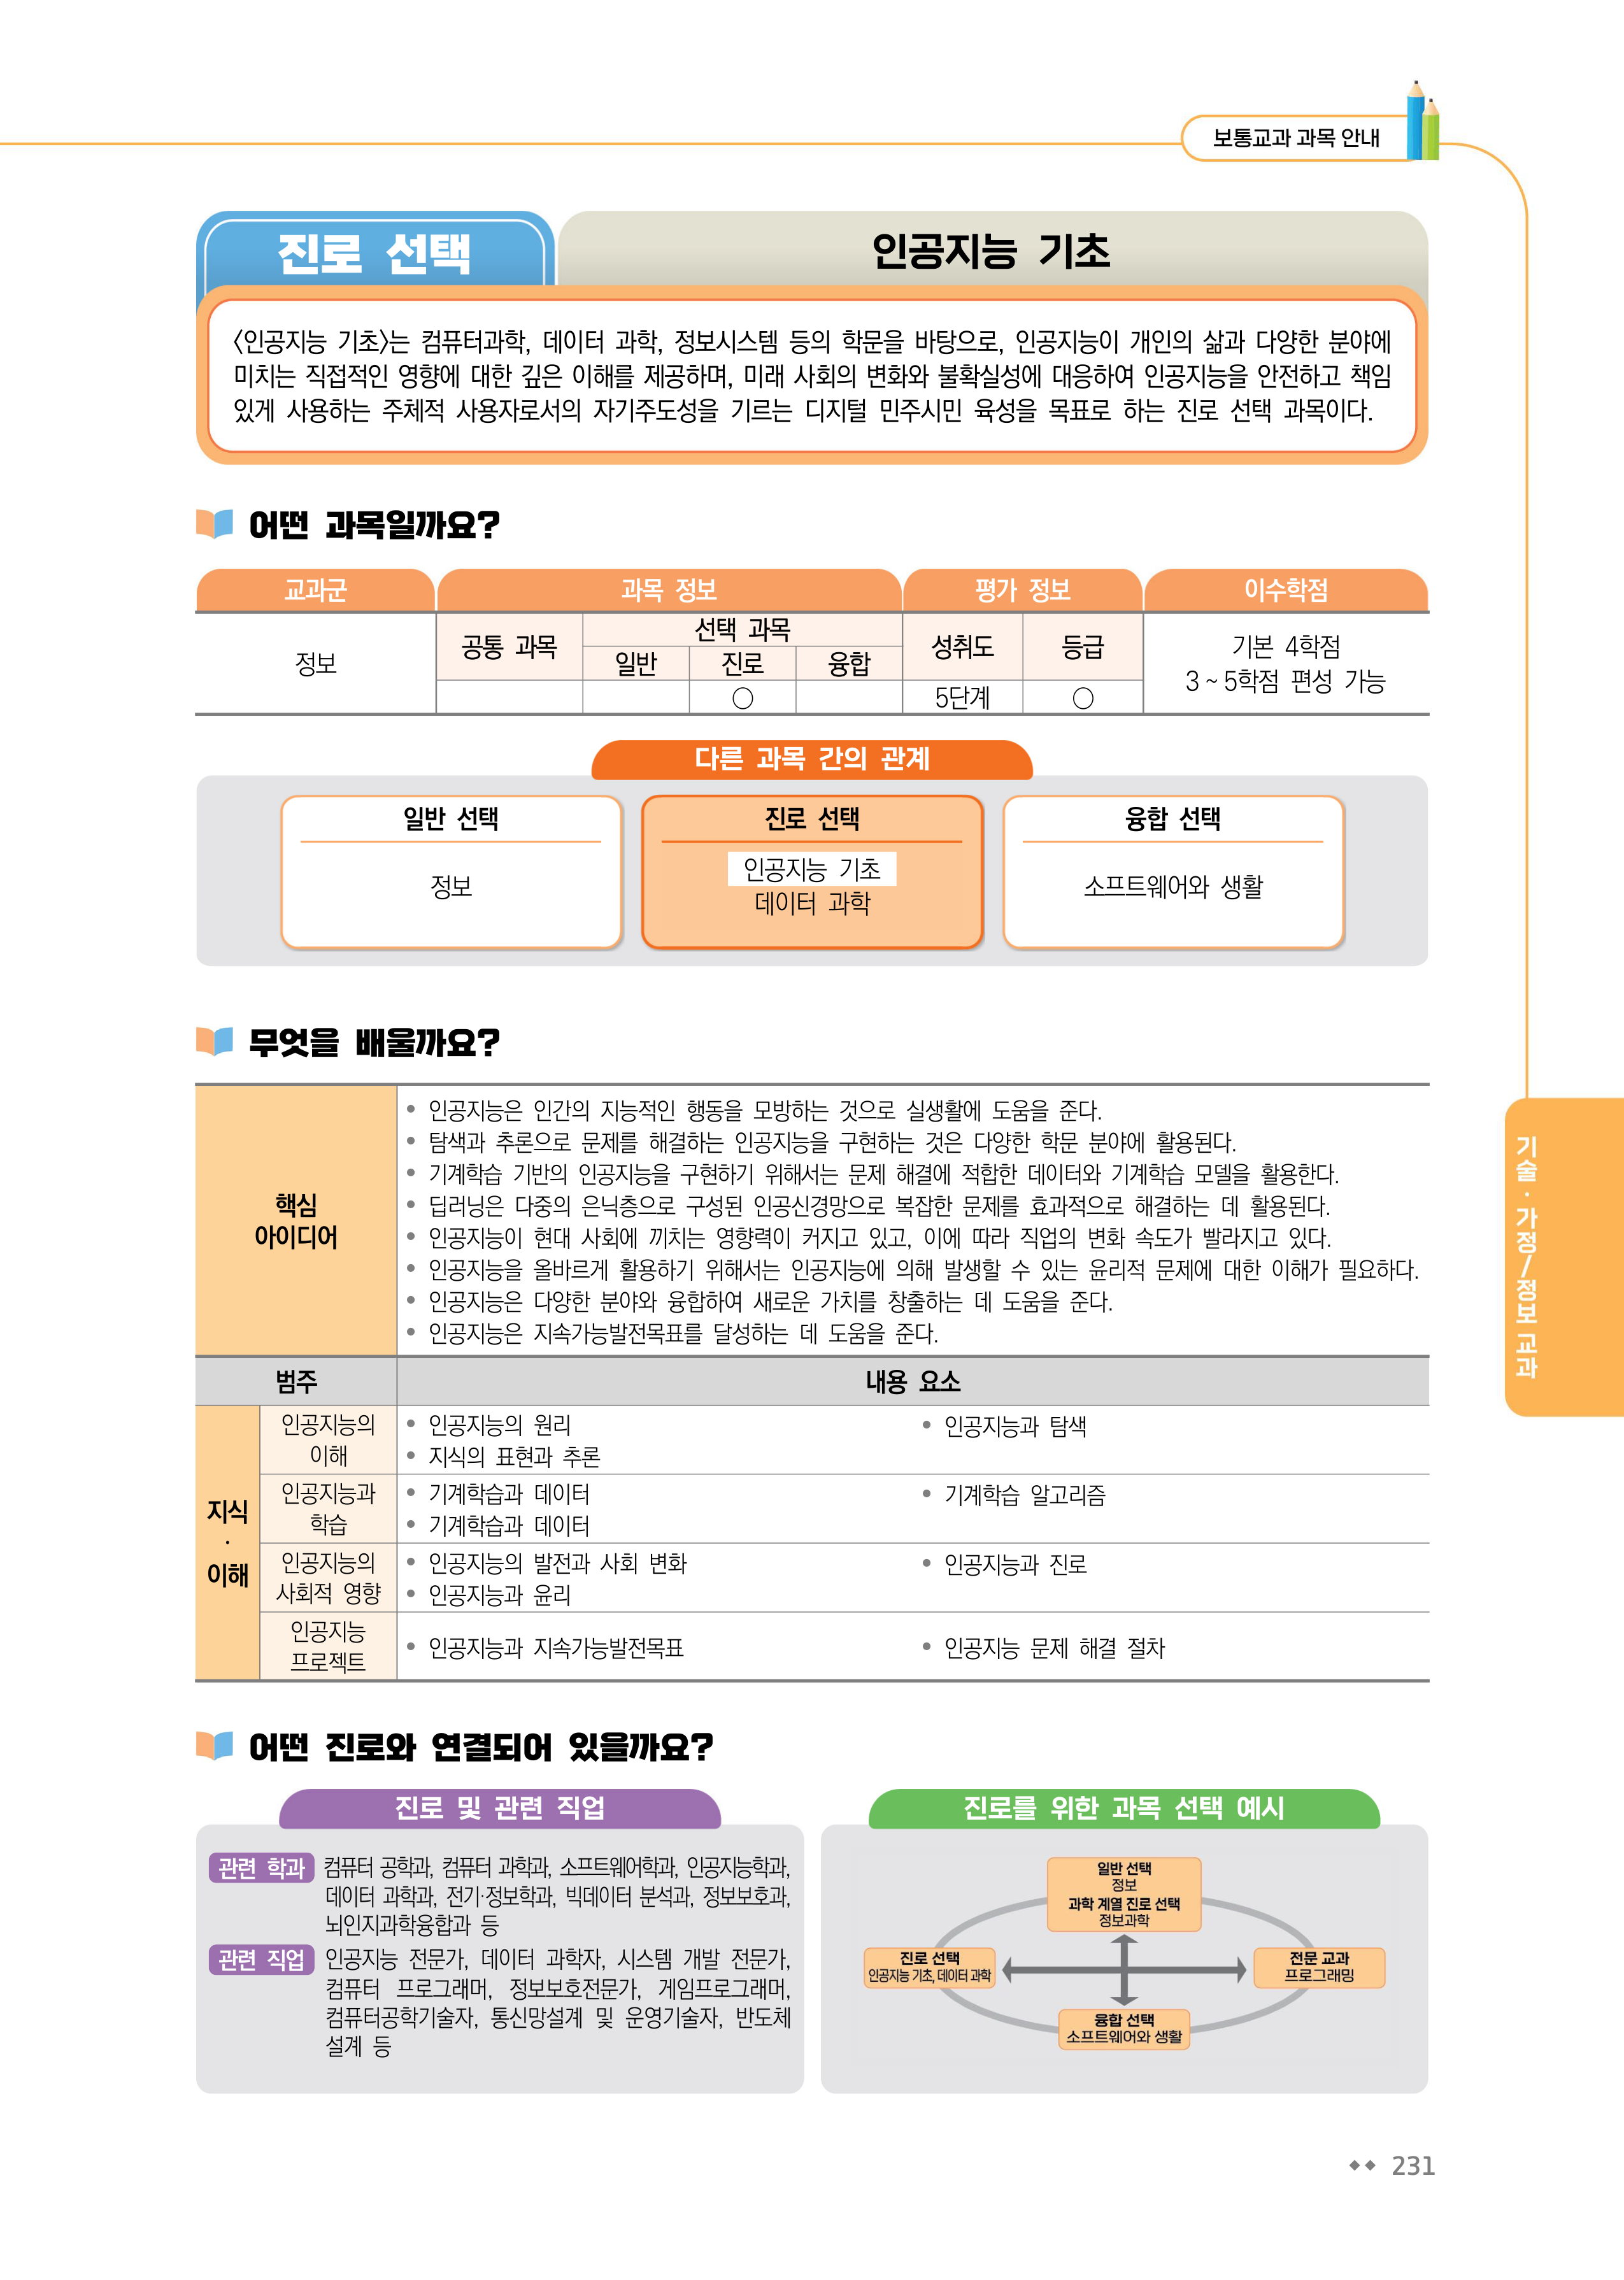 보통교과 과목 안내
진로 선택
인공지능 기초
<인공지능 기초>는 컴퓨터과학, 데이터 과학, 정보시스템 등의 학문을 바탕으로, 인공지능이 개인의 삶과 다양한 분야에
미치는 직접적인 영향에 대한 깊은 이해를 제공하며, 미래 사회의 변화와 불확실성에 대응하여 인공지능을 안전하고 책임
있게 사용하는 주체적 사용자로서의 자기주도성을 기르는 디지털 민주시민 육성을 목표로 하는 진로 선택 과목이다.
어떤 과목일까요?
교과군 과목 정보 평가 정보 이수학점
정보
공통 과목
선택 과목
일반 진로 융합
○
성취도 등급
5단계 ○
기본 4학점
3 ~ 5학점 편성 가능
다른 과목 간의 관계
일반 선택
정보
진로 선택
인공지능 기초
데이터 과학
융합 선택
소프트웨어와 생활
무엇을 배울까요?
핵심
아이디어
• 인공지능은 인간의 지능적인 행동을 모방하는 것으로 실생활에 도움을 준다.
• 탐색과 추론으로 문제를 해결하는 인공지능을 구현하는 것은 다양한 학문 분야에 활용된다.
• 기계학습 기반의 인공지능을 구현하기 위해서는 문제 해결에 적합한 데이터와 기계학습 모델을 활용한다.
• 딥러닝은 다중의 은닉층으로 구성된 인공신경망으로 복잡한 문제를 효과적으로 해결하는 데 활용된다.
• 인공지능이 현대 사회에 끼치는 영향력이 커지고 있고, 이에 따라 직업의 변화 속도가 빨라지고 있다.
• 인공지능을 올바르게 활용하기 위해서는 인공지능에 의해 발생할 수 있는 윤리적 문제에 대한 이해가 필요하다.
• 인공지능은 다양한 분야와 융합하여 새로운 가치를 창출하는 데 도움을 준다.
• 인공지능은 지속가능발전목표를 달성하는 데 도움을 준다.
범주 내용 요소
지식
·
이해
인공지능의
이해
• 인공지능의 원리 • 인공지능과 탐색
• 지식의 표현과 추론
인공지능과
학습
• 기계학습과 데이터 • 기계학습 알고리즘
• 기계학습과 데이터
인공지능의
사회적 영향
• 인공지능의 발전과 사회 변화 • 인공지능과 진로
• 인공지능과 윤리
인공지능
프로젝트
• 인공지능과 지속가능발전목표 • 인공지능 문제 해결 절차
어떤 진로와 연결되어 있을까요?
진로 및 관련 직업
관련 학과 컴퓨터 공학과, 컴퓨터 과학과, 소프트웨어학과, 인공지능학과,
데이터 과학과, 전기·정보학과, 빅데이터 분석과, 정보보호과,
뇌인지과학융합과 등
관련 직업 인공지능 전문가, 데이터 과학자, 시스템 개발 전문가,
컴퓨터 프로그래머, 정보보호전문가, 게임프로그래머,
컴퓨터공학기술자, 통신망설계 및 운영기술자, 반도체
설계 등
진로를 위한 과목 선택 예시
일반 선택
정보
과학 계열 진로 선택
정보과학
진로 선택
인공지능 기초, 데이터 과학
전문 교과
프로그래밍
융합 선택
소프트웨어와 생활
기술·가정/정보 교과
231